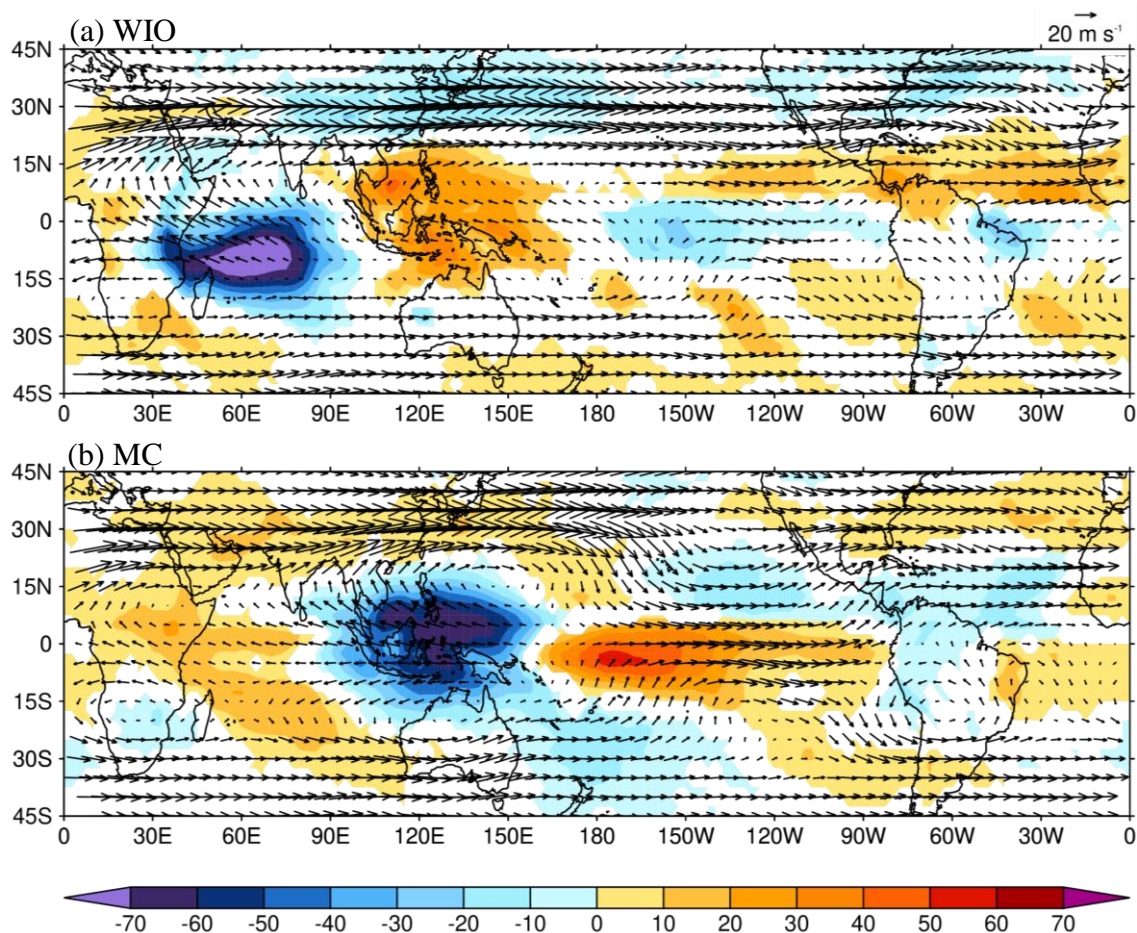 (a) WIO
20 m s-1
45N
30N
15N
0
15S
30S
45S
0 30E 60E 90E 120E 150E 180 150W 120W 90W 60W 30W 0
(b) MC
45N
30N
15N
0
15S
30S
45S
0 30E 60E 90E 120E 150E 180 150W 120W 90W 60W 30W 0
-70 -60 -50 -40 -30 -20 -10 0 10 20 30 40 50 60 70